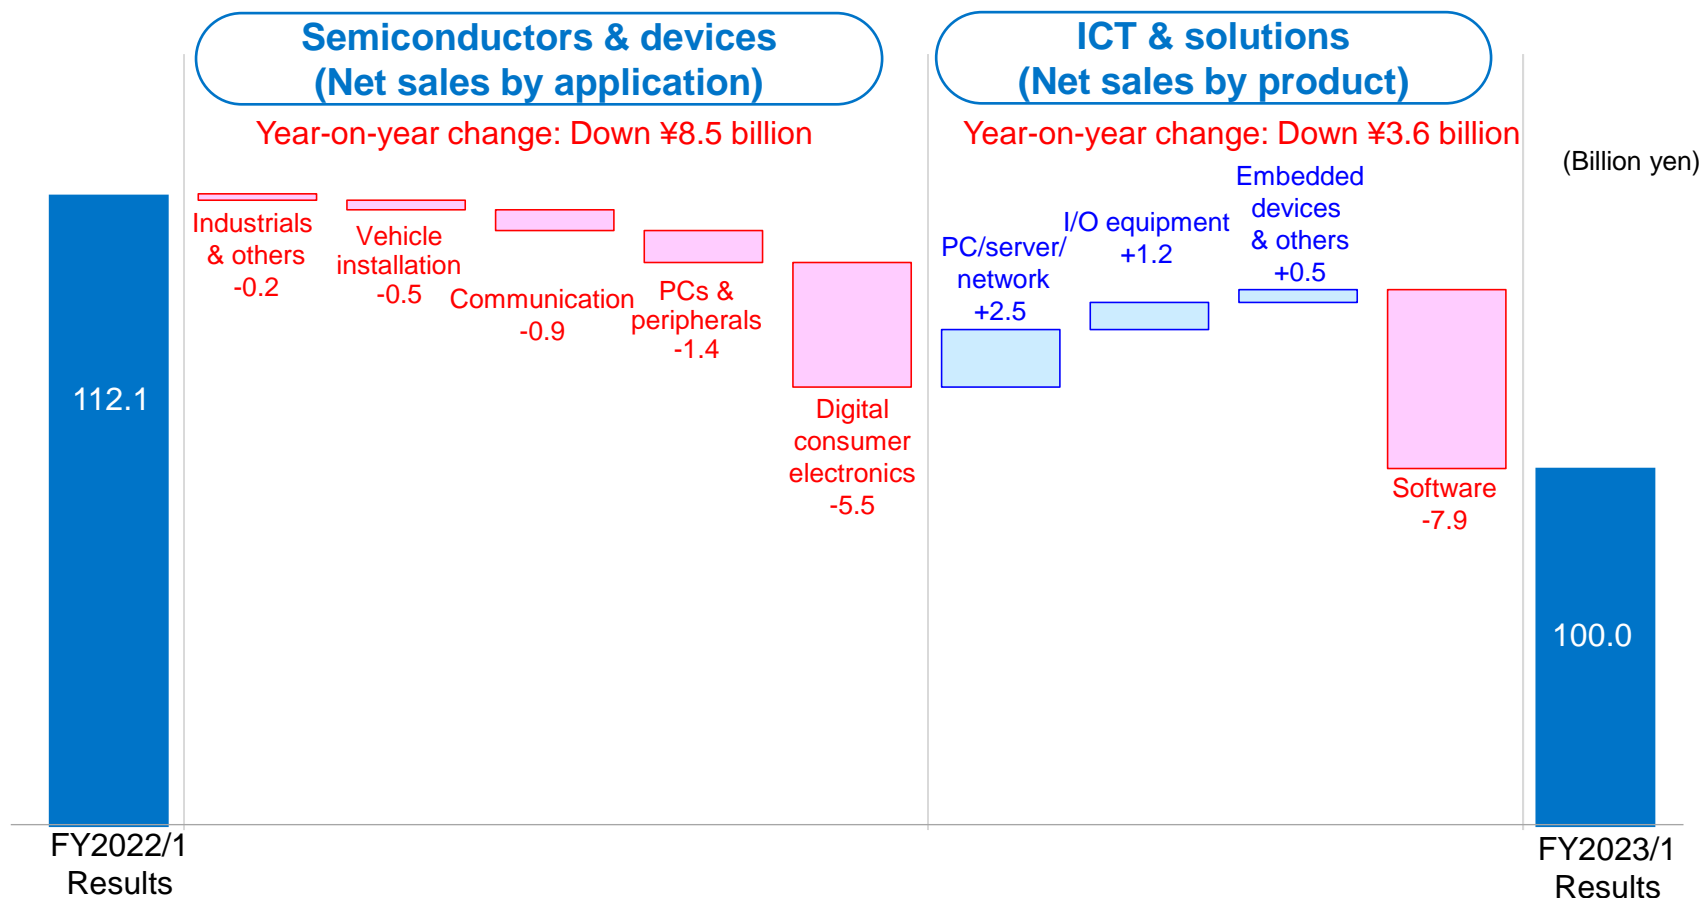 Semiconductors & devices
(Net sales by application)
Year-on-year change: Down ¥8.5 billion
ICT & solutions
(Net sales by product)
Year-on-year change: Down ¥3.6 billion
(Billion yen)
112.1
FY2022/1
Results
Industrials
& others
-0.2
Vehicle
installation
-0.5
Communication
-0.9
PCs &
peripherals
-1.4
Digital
consumer
electronics
-5.5
PC/server/
network
+2.5
I/O equipment
+1.2
Embedded
devices
& others
+0.5
Software
-7.9
100.0
FY2023/1
Results